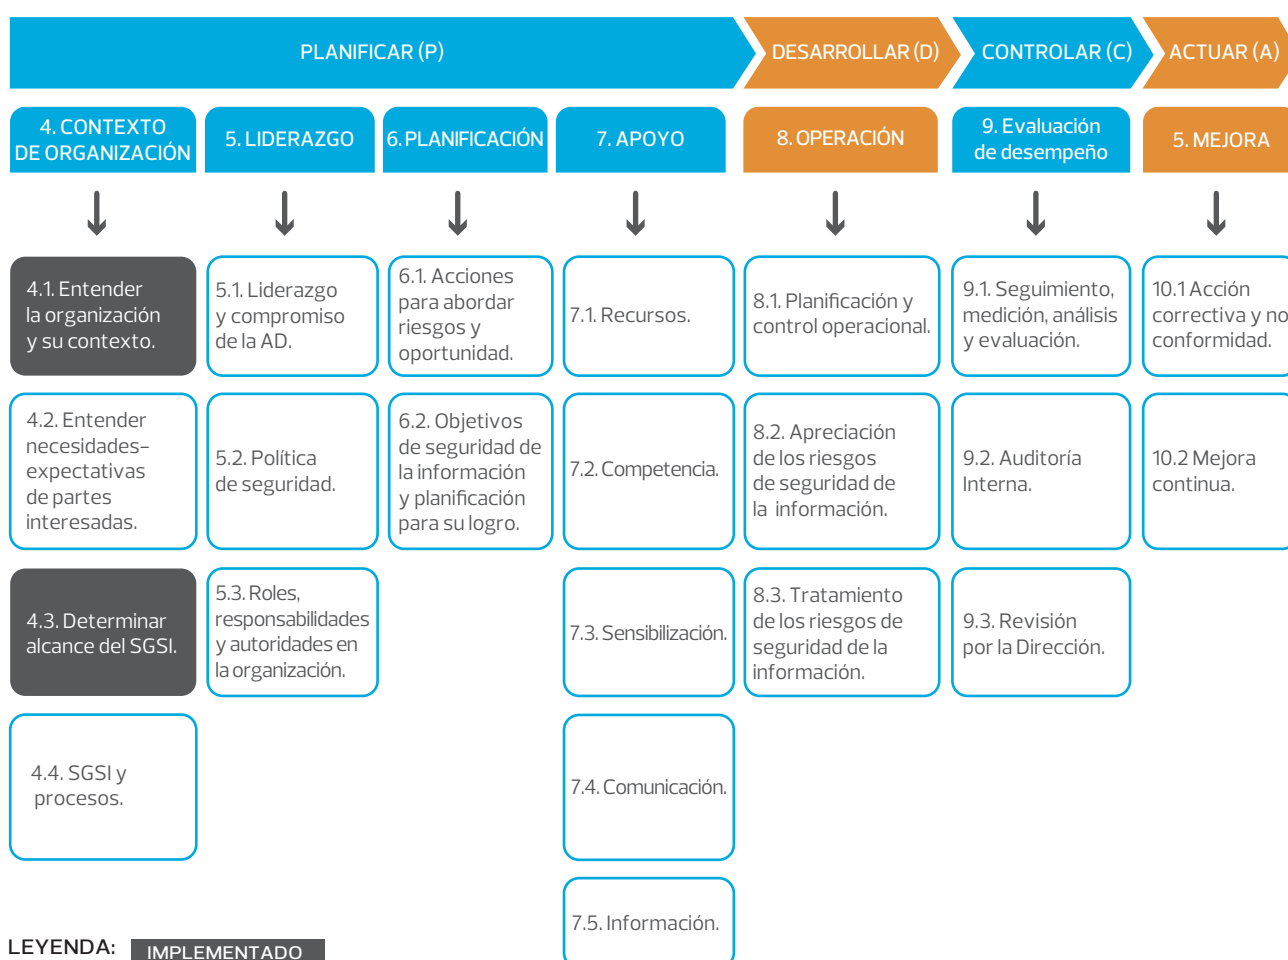 PLANIFICAR (P)
DESARROLLAR (D)
CONTROLAR (C)
ACTUAR (A)
4. CONTEXTO
DE ORGANIZACIÓN
5. LIDERAZGO
6. PLANIFICACIÓN
7. APOYO
8. OPERACIÓN
9. Evaluación
de desempeño
5. MEJORA
4.1. Entender
la organización
y su contexto.
5.1. Liderazgo
y compromiso
de la AD.
6.1. Acciones
para abordar
riesgos y
oportunidad.
7.1. Recursos.
8.1. Planificación y
control operacional.
9.1. Seguimiento,
medición, análisis
y evaluación.
10.1 Acción
correctiva y no
conformidad.
4.2. Entender
necesidades-
expectativas
de partes
interesadas.
5.2. Política
de seguridad.
6.2. Objetivos
de seguridad de
la información
y planificación
para su logro.
7.2. Competencia.
8.2. Apreciación
de los riesgos
de seguridad de
la información.
9.2. Auditoría
Interna.
10.2 Mejora
continua.
4.3. Determinar
alcance del SGSI.
5.3. Roles,
responsabilidades
y autoridades en
la organización.
7.3. Sensibilización.
8.3. Tratamiento
de los riesgos de
seguridad de la
información.
9.3. Revisión
por la Dirección.
4.4. SGSI y
procesos.
7.4. Comunicación.
7.5. Información.
LEYENDA:
IMPLEMENTADO